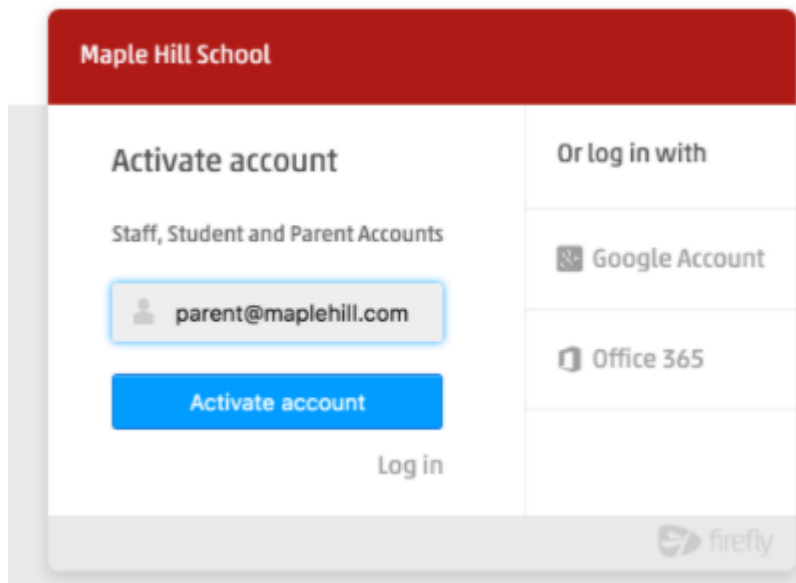 Maple Hill School
Activate account
Staff, Student and Parent Accounts
parent@maplehill.com
Activate account
Log in
Or log in with
Google Account
Office 365
firefly